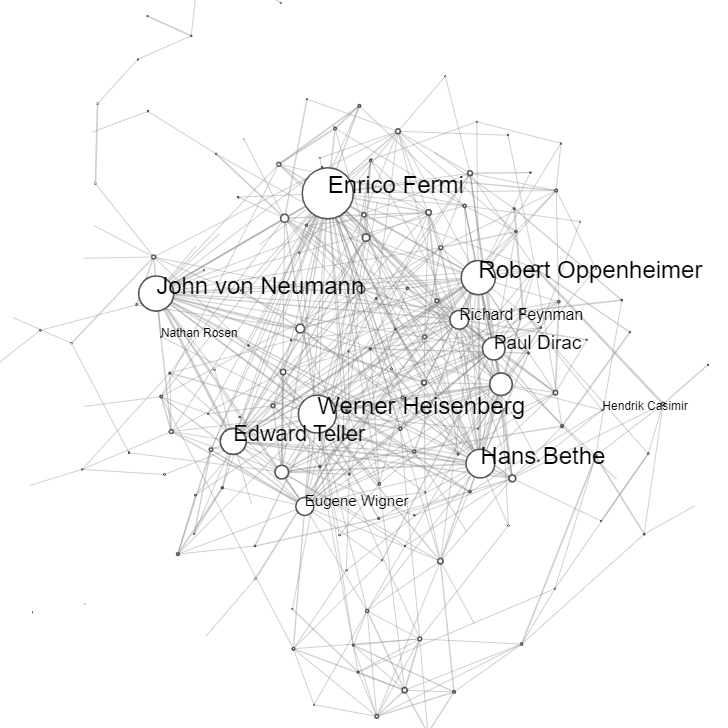 Enrico Fermi
Robert Oppenheimer
John von Neumann
Richard Feynman
Nathan Rosen
Paul Dirac
Werner Heisenberg
Hendrik Casimir
Edward Teller
Hans Bethe
Eugene Wigner